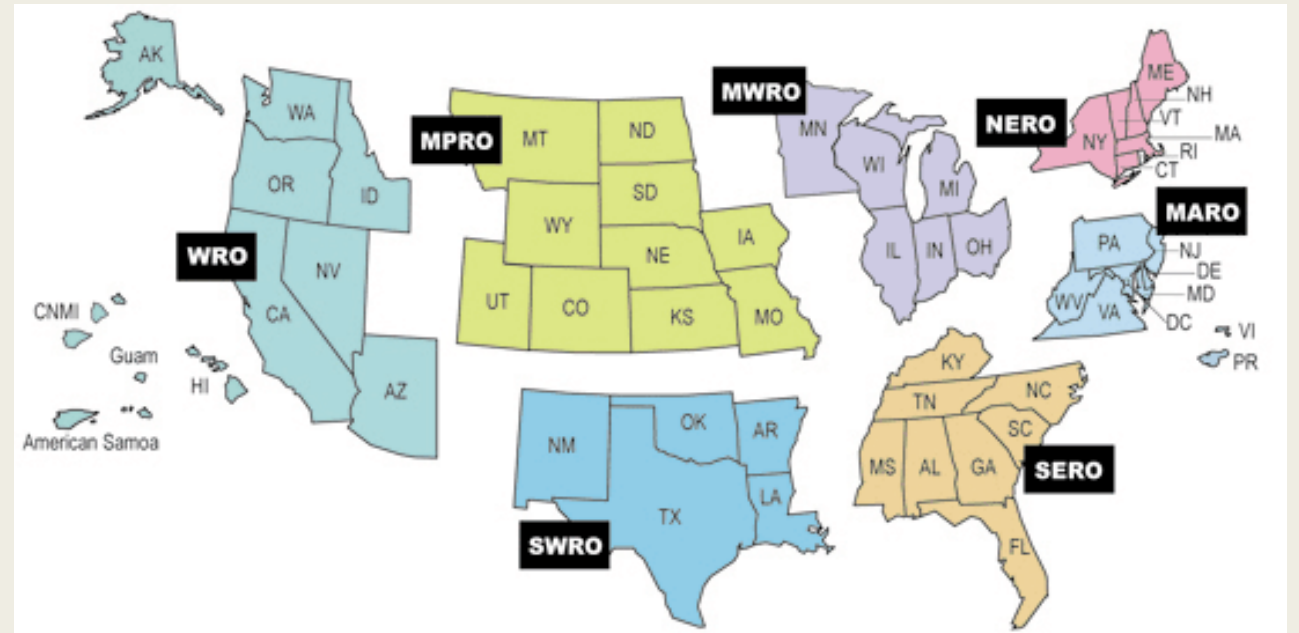 AK
WA
OR
ID
WRO
NV
CA
AZ
CNMI
Guam
HI
American Samoa
MPRO
MT
ND
SD
WY
NE
IA
UT
CO
KS
MO
MWRO
MN
WI
MI
IL
IN
OH
NERO
ME
NH
VT
NY
MA
RI
CT
MARO
PA
NJ
DE
MD
WV
VA
DC
VI
PR
SWRO
NM
OK
AR
TX
LA
SERO
KY
TN
NC
SC
MS
AL
GA
FL